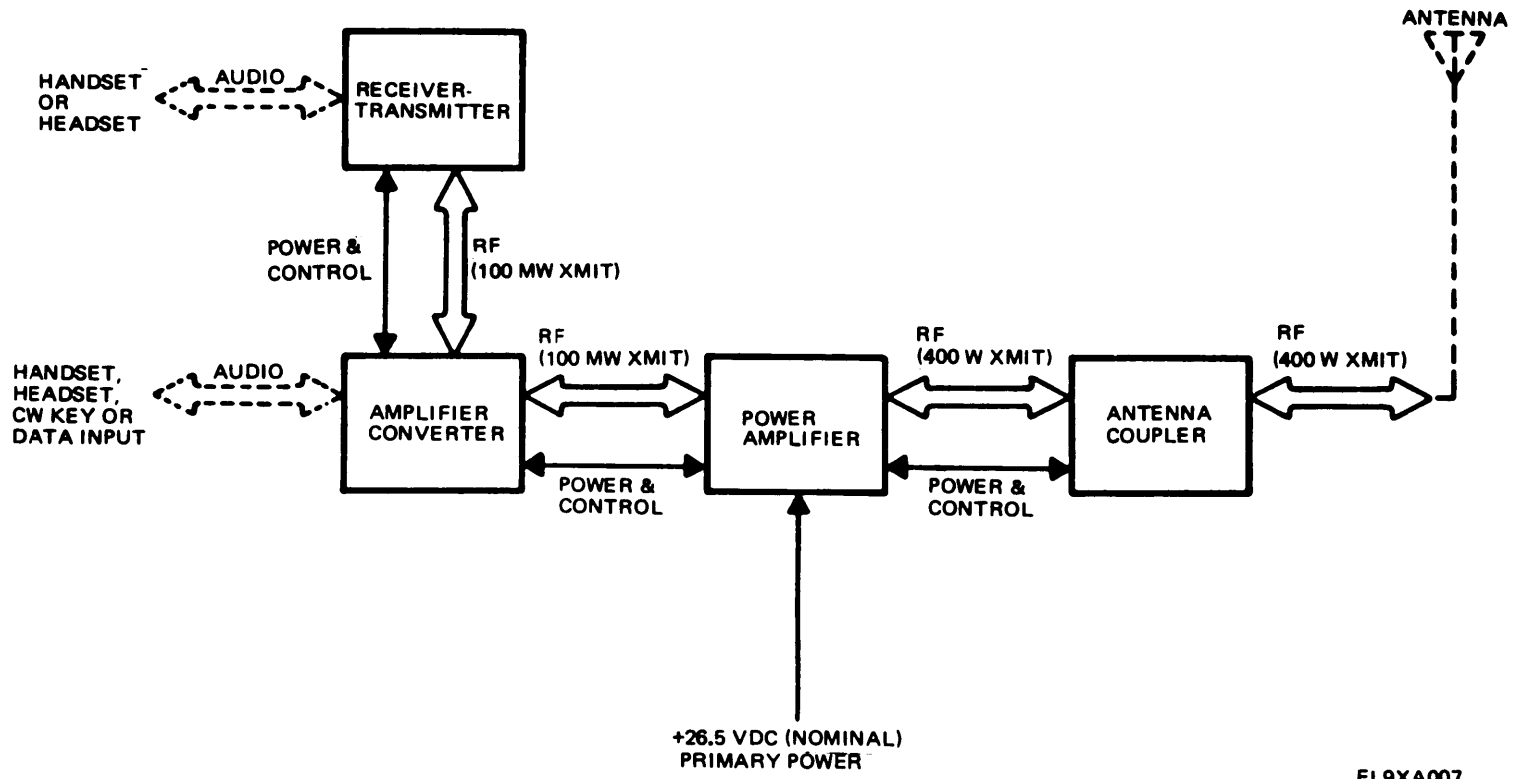 ANTENNA
HANDSET
OR
HEADSET
AUDIO
RECEIVER-
TRANSMITTER
POWER &
CONTROL
RF
(100 MW XMIT)
HANDSET,
HEADSET,
CW KEY OR
DATA INPUT
AUDIO
AMPLIFIER
CONVERTER
RF
(100 MW XMIT)
POWER &
CONTROL
POWER
AMPLIFIER
RF
(400 W XMIT)
POWER &
CONTROL
ANTENNA
COUPLER
RF
(400 W XMIT)
+26.5 VDC (NOMINAL)
PRIMARY POWER
EL9XA007